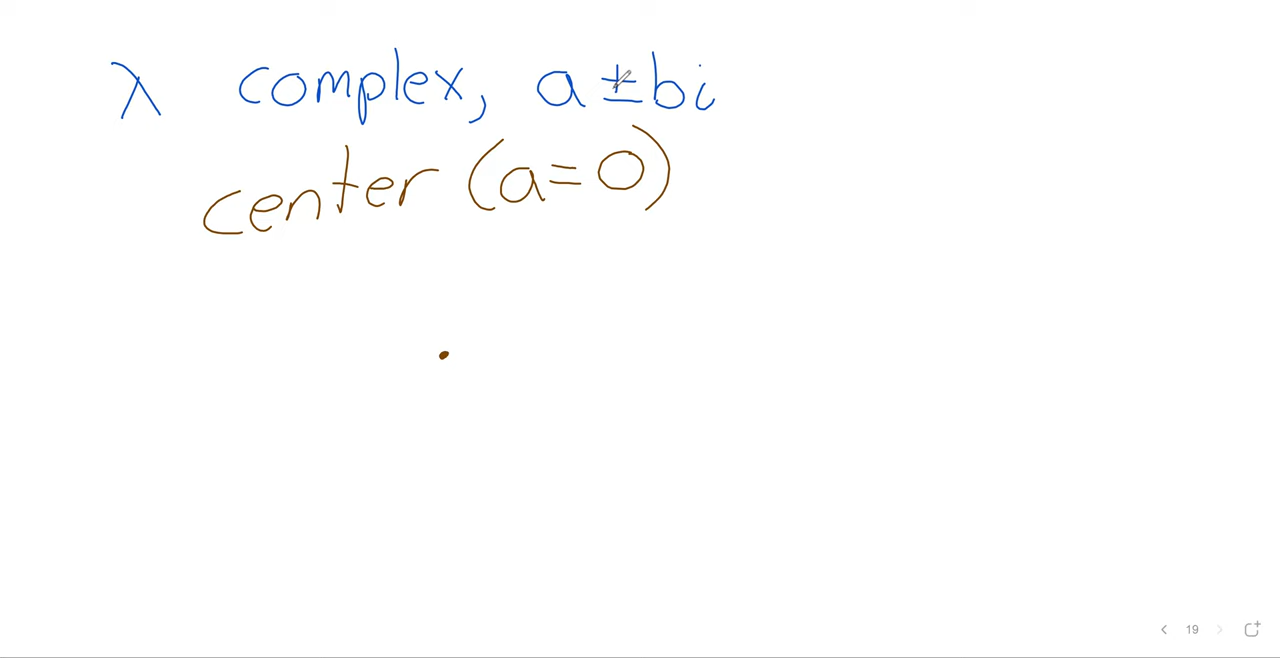 λ complex, a ± bi
center (a=0)
19